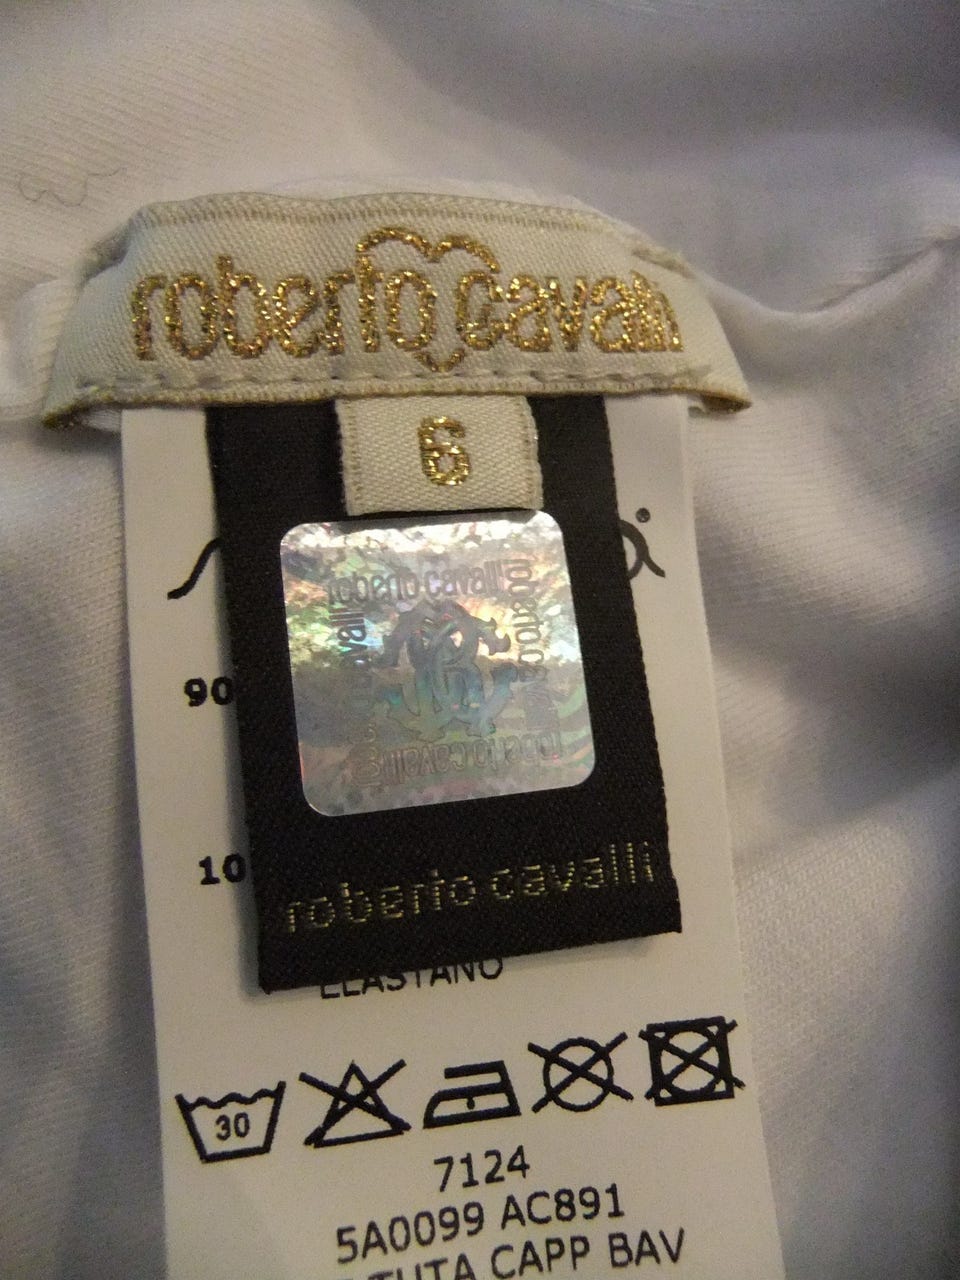 roberto cavalli
6
roberto cavalli
roberto cavalli
roberto cavalli
roberto cavalli
90
10
roberto cavalli
ELASTANO
30
7124
5A0099 AC891
TUTA CAPP BAV